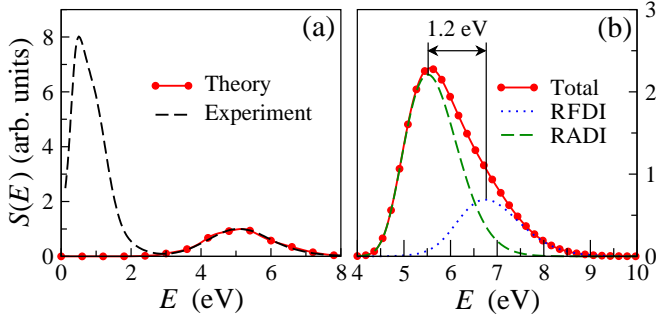 1.2 eV
(a)
(b)
Theory
Experiment
Total
RFDI
RADI
S(E) (arb. units)
8
6
4
2
0
3
2
1
0
0 2 4 6 8
4 5 6 7 8 9 10
E (eV)
E (eV)